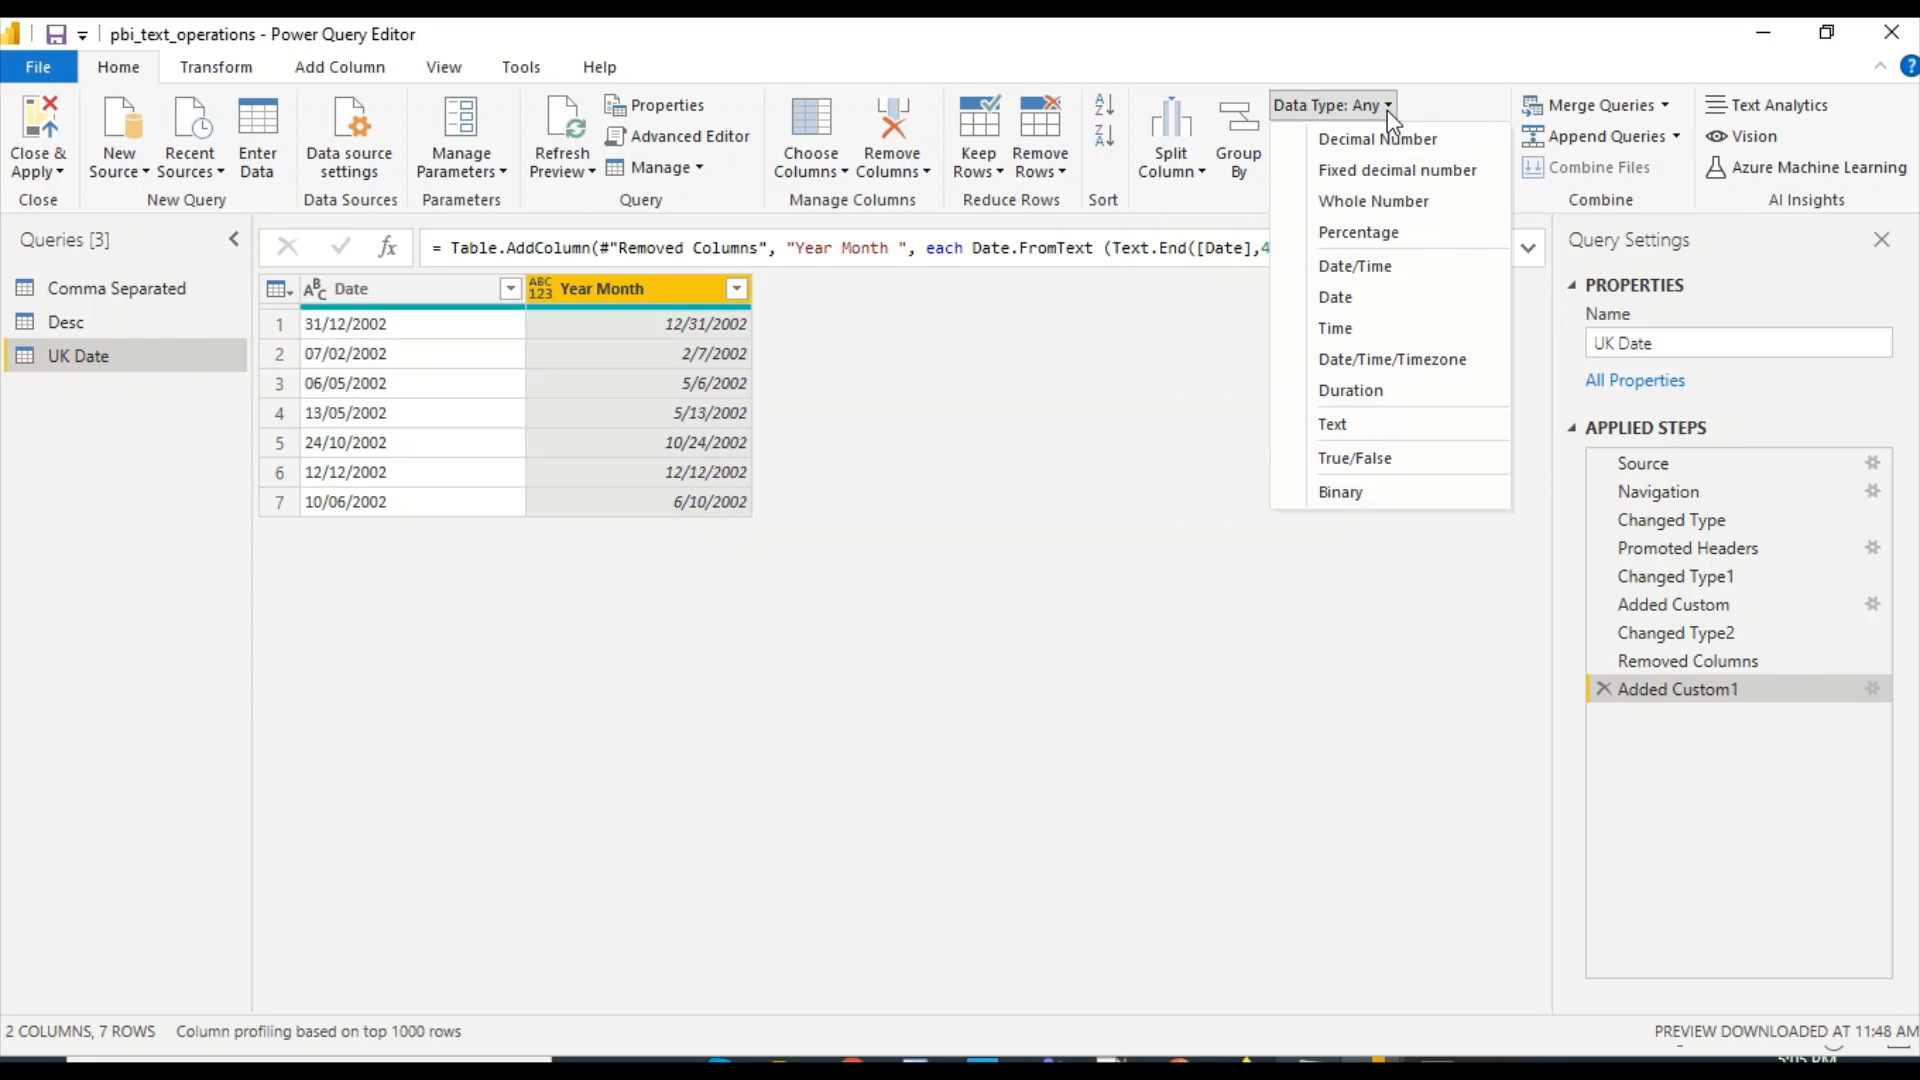 pbi_text_operations - Power Query Editor
File Home Transform Add Column View Tools Help
Close & Apply
Close
New Source
Recent Sources
Enter Data
New Query
Data source settings
Data Sources
Manage Parameters
Parameters
Refresh Preview
Properties
Advanced Editor
Manage
Query
Choose Columns
Remove Columns
Manage Columns
Keep Rows
Remove Rows
Reduce Rows
A Z
Z A
Sort
Split Column
Group By
Data Type: Any
Decimal Number
Fixed decimal number
Whole Number
Percentage
Date/Time
Date
Time
Date/Time/Timezone
Duration
Text
True/False
Binary
Merge Queries
Append Queries
Combine Files
Combine
Text Analytics
Vision
Azure Machine Learning
AI Insights
?
Queries [3]
Comma Separated
Desc
UK Date
fx
= Table.AddColumn(#"Removed Columns", "Year Month ", each Date.FromText (Text.End([Date],4
ABC Date ABC 123 Year Month
1 31/12/2002 12/31/2002
2 07/02/2002 2/7/2002
3 06/05/2002 5/6/2002
4 13/05/2002 5/13/2002
5 24/10/2002 10/24/2002
6 12/12/2002 12/12/2002
7 10/06/2002 6/10/2002
Query Settings
PROPERTIES
Name
UK Date
All Properties
APPLIED STEPS
Source
Navigation
Changed Type
Promoted Headers
Changed Type1
Added Custom
Changed Type2
Removed Columns
Added Custom1
2 COLUMNS, 7 ROWS Column profiling based on top 1000 rows
PREVIEW DOWNLOADED AT 11:48 AM
5:05 PM